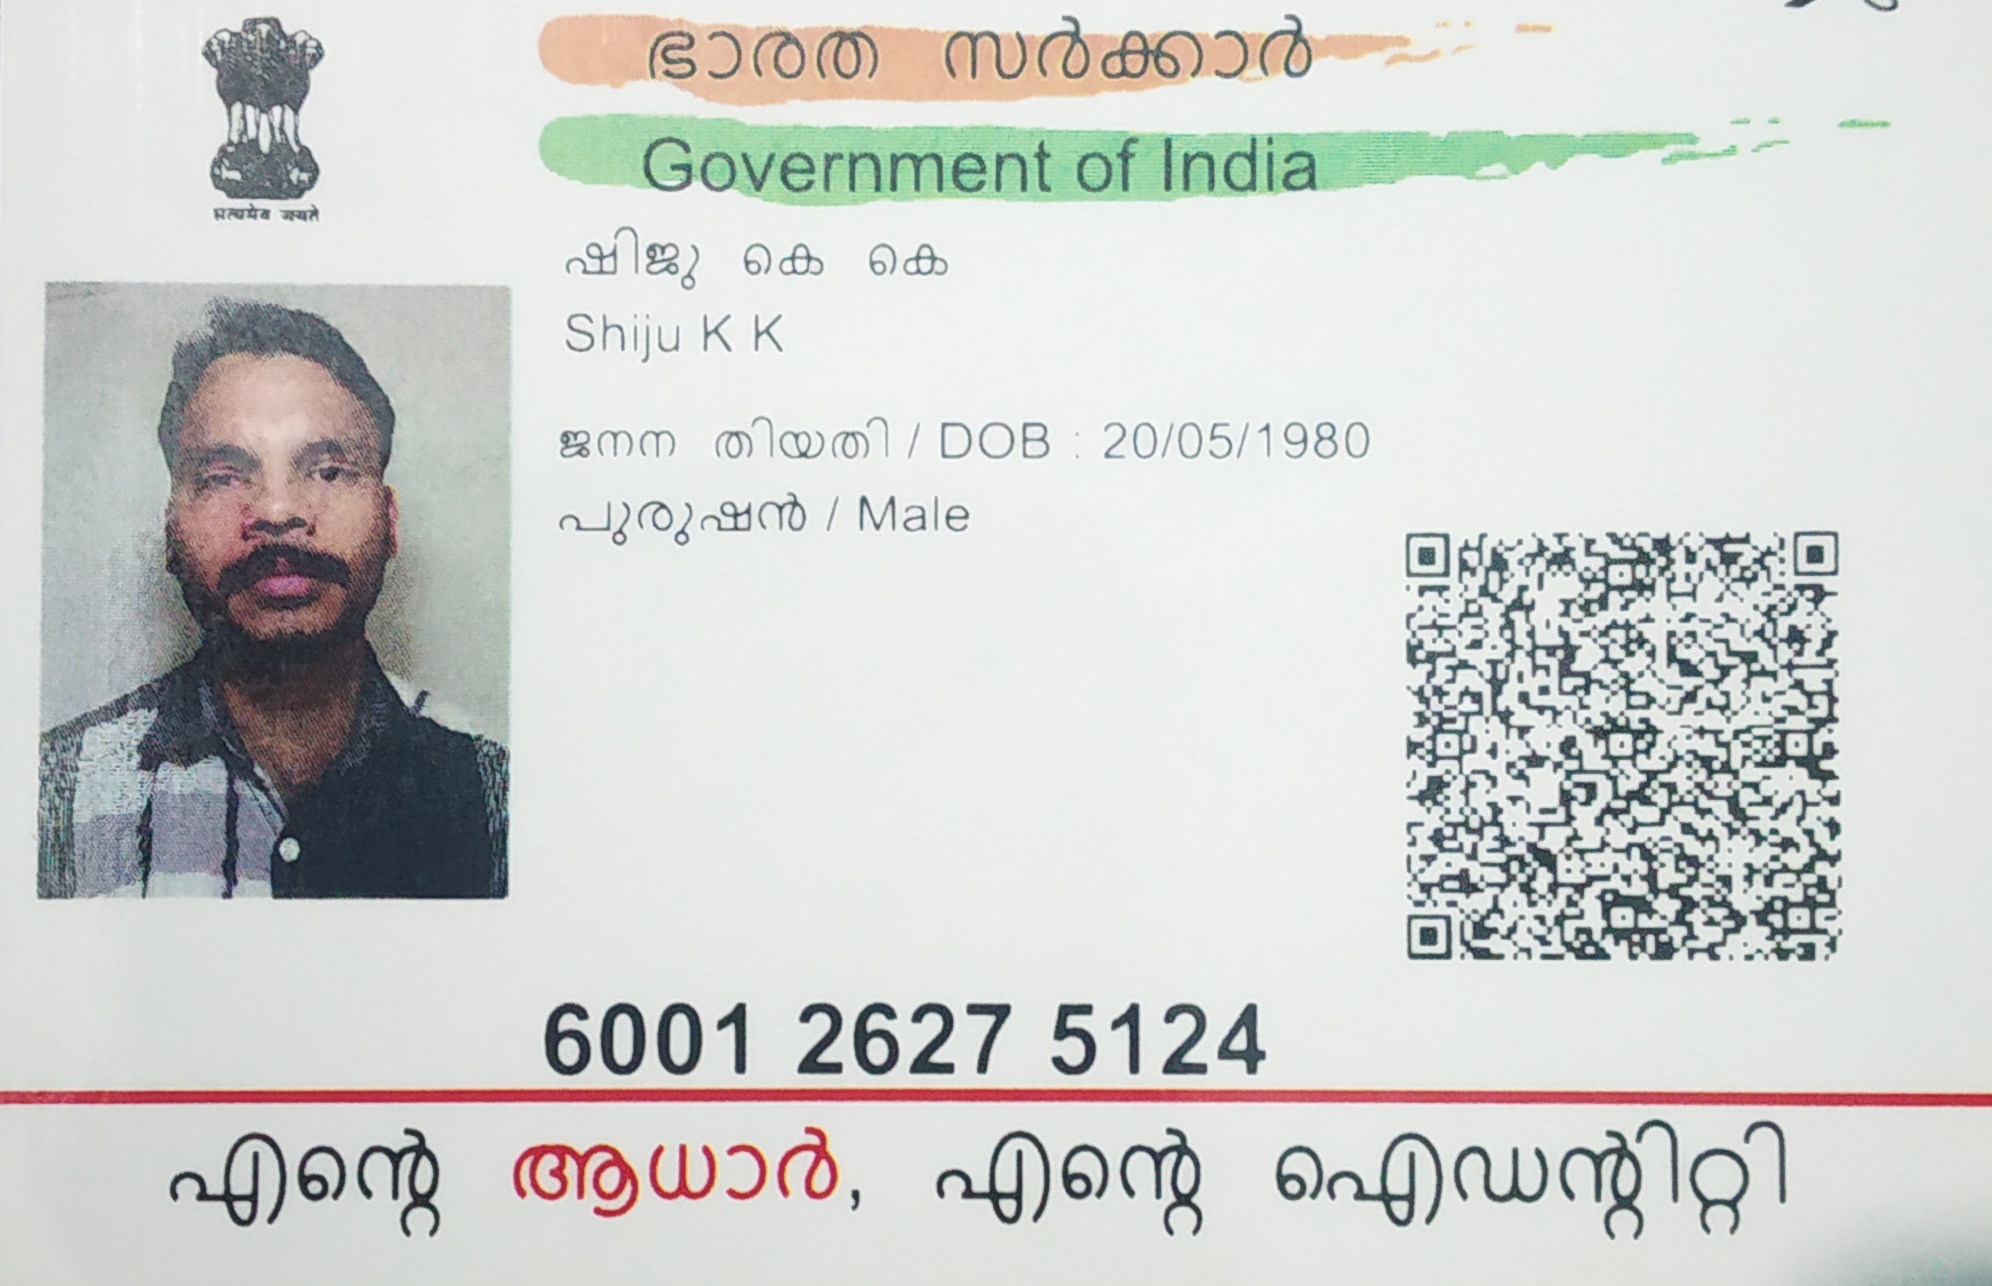 ഭാരത സർക്കാർ
Government of India
सत्यमेव जयते
ഷിജു കെ കെ
Shiju K K
ജനന തിയതി / DOB : 20/05/1980
പുരുഷൻ / Male
6001 2627 5124
എന്റെ ആധാർ, എന്റെ ഐഡന്റിറ്റി